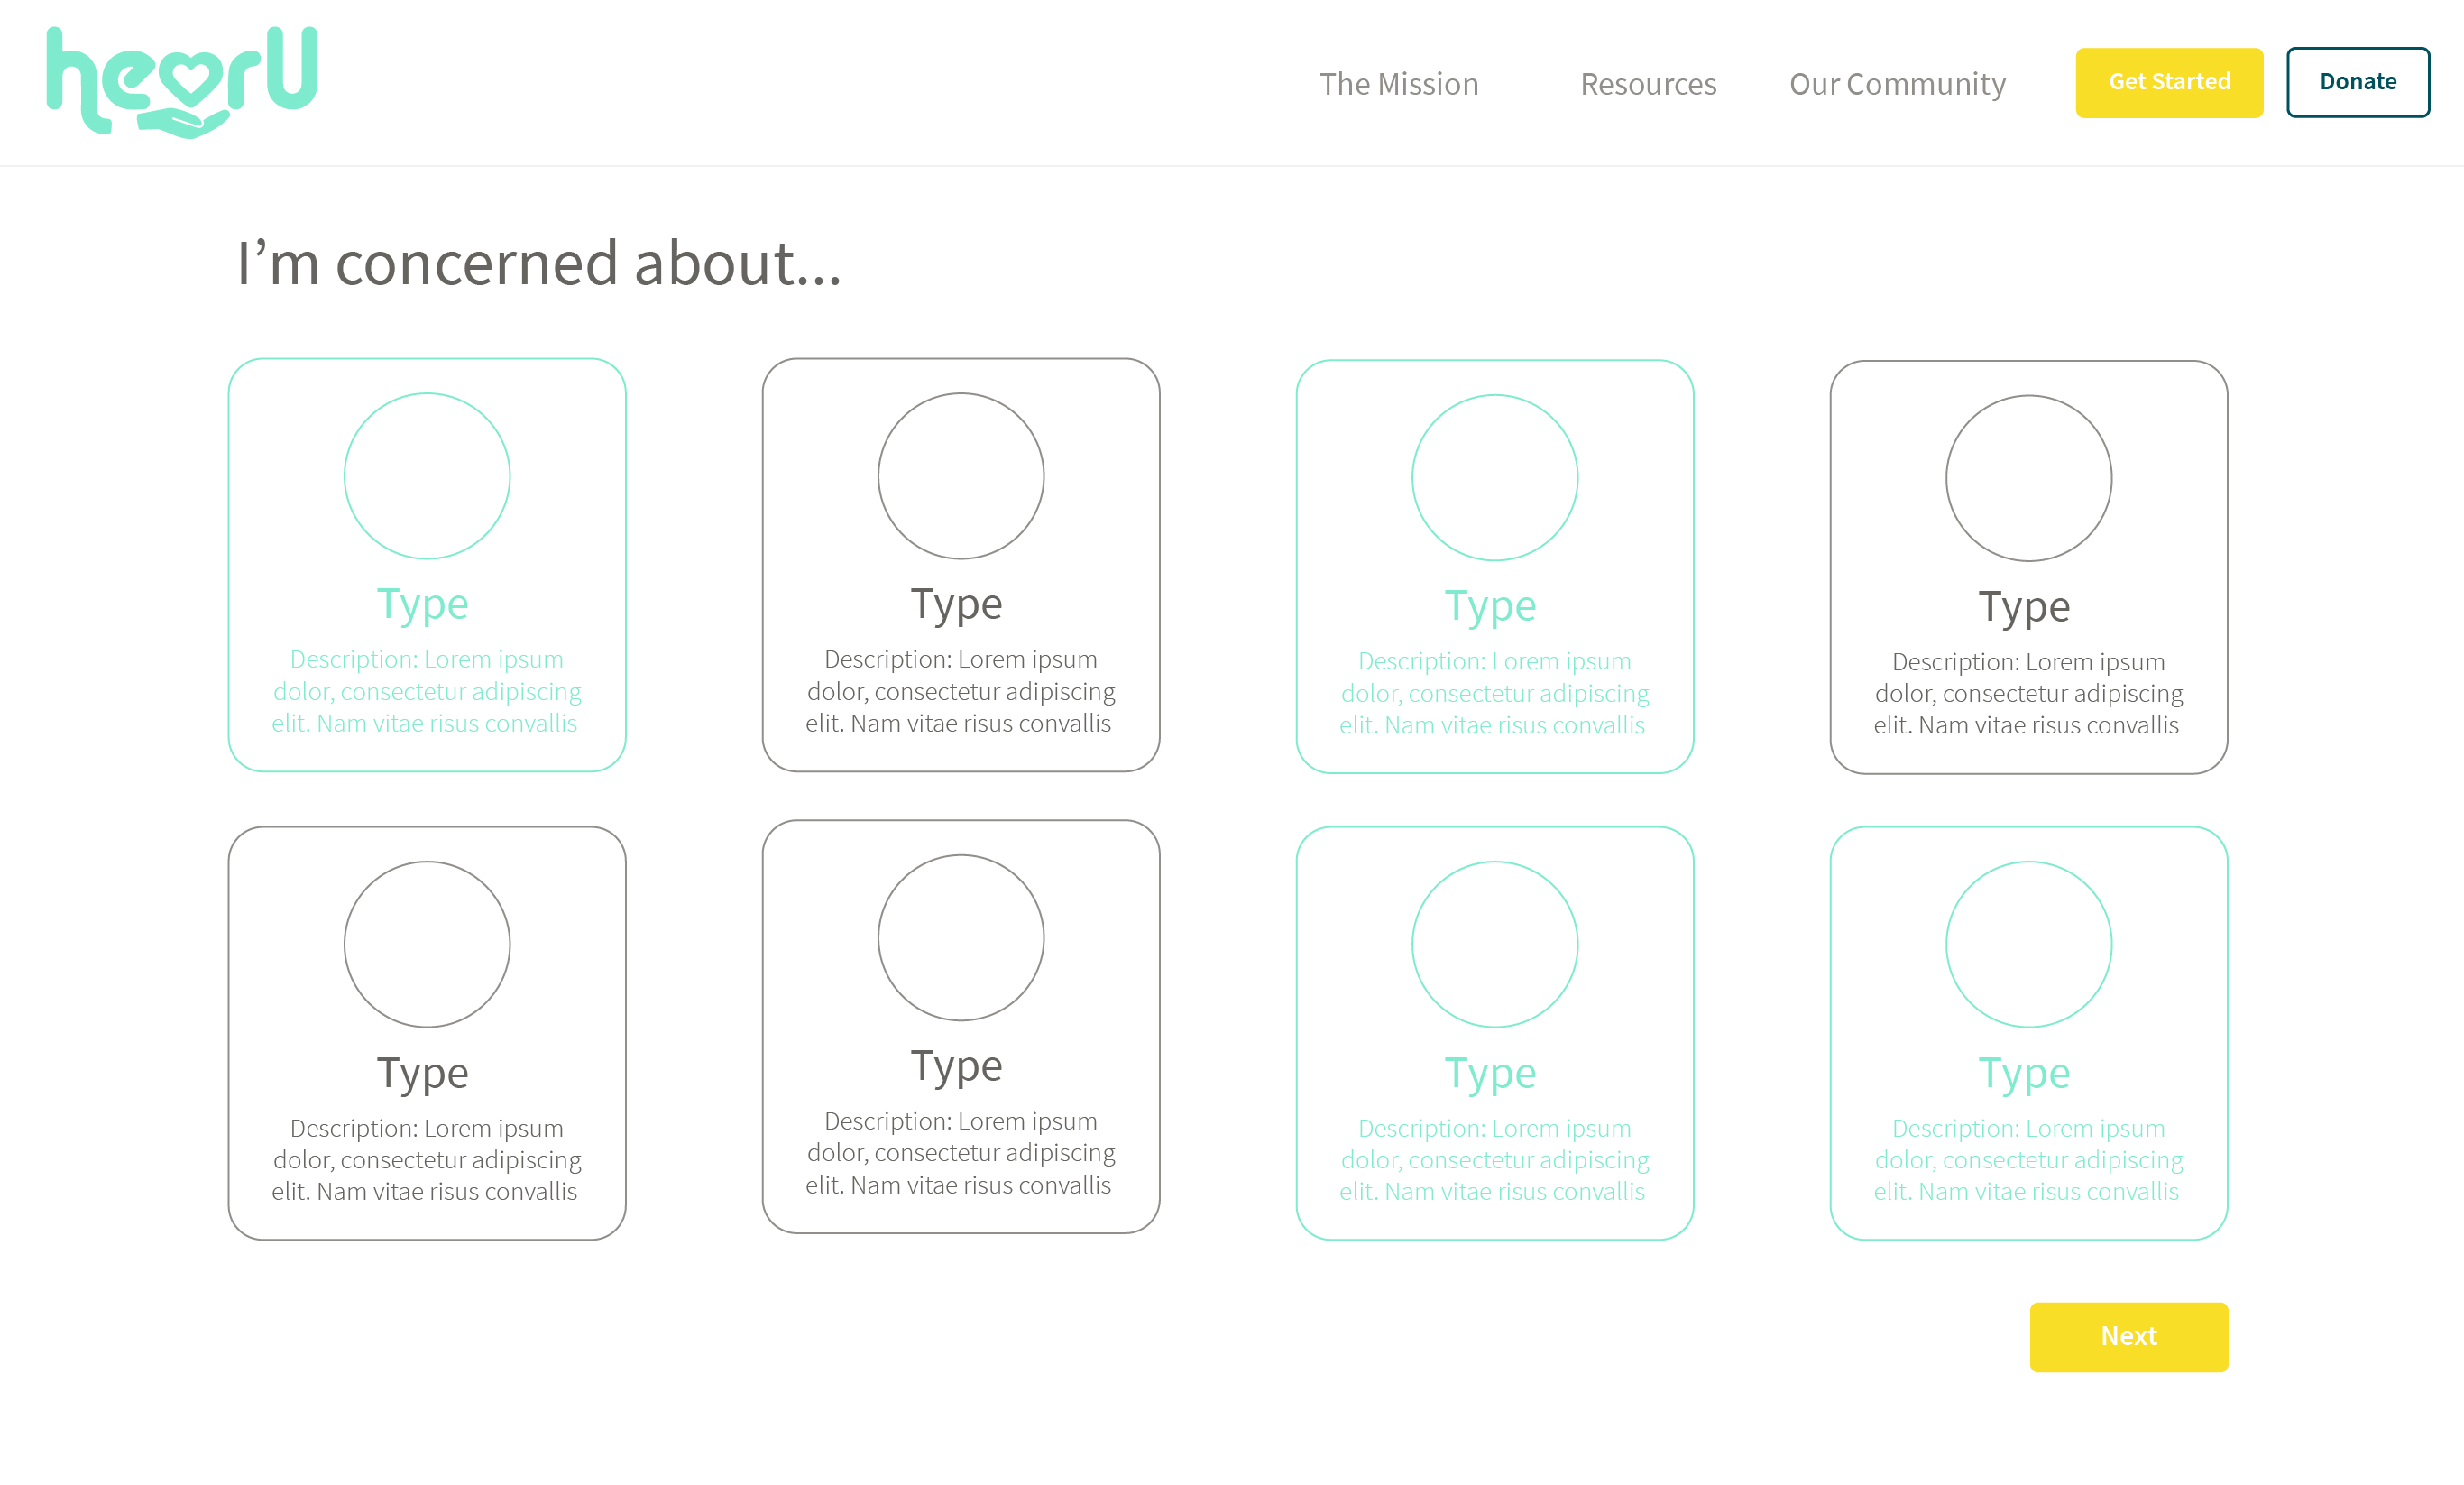 hearU
The Mission
Resources
Our Community
Get Started
Donate
I’m concerned about...
Type
Description: Lorem ipsum
dolor, consectetur adipiscing
elit. Nam vitae risus convallis
Type
Description: Lorem ipsum
dolor, consectetur adipiscing
elit. Nam vitae risus convallis
Type
Description: Lorem ipsum
dolor, consectetur adipiscing
elit. Nam vitae risus convallis
Type
Description: Lorem ipsum
dolor, consectetur adipiscing
elit. Nam vitae risus convallis
Type
Description: Lorem ipsum
dolor, consectetur adipiscing
elit. Nam vitae risus convallis
Type
Description: Lorem ipsum
dolor, consectetur adipiscing
elit. Nam vitae risus convallis
Type
Description: Lorem ipsum
dolor, consectetur adipiscing
elit. Nam vitae risus convallis
Type
Description: Lorem ipsum
dolor, consectetur adipiscing
elit. Nam vitae risus convallis
Next